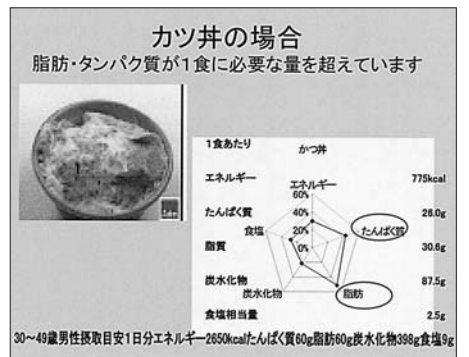 カツ丼の場合
脂肪・タンパク質が1食に必要な量を超えています
1食あたり
かつ丼
エネルギー 775kcal
たんぱく質 26.0g
脂質 30.6g
炭水化物 87.5g
食塩相当量 2.5g
エネルギー
60%
40%
20%
0%
たんぱく質
脂肪
炭水化物
食塩
30〜49歳男性摂取目安1日分エネルギー2650kcalたんぱく質60g脂肪60g炭水化物398g食塩9g